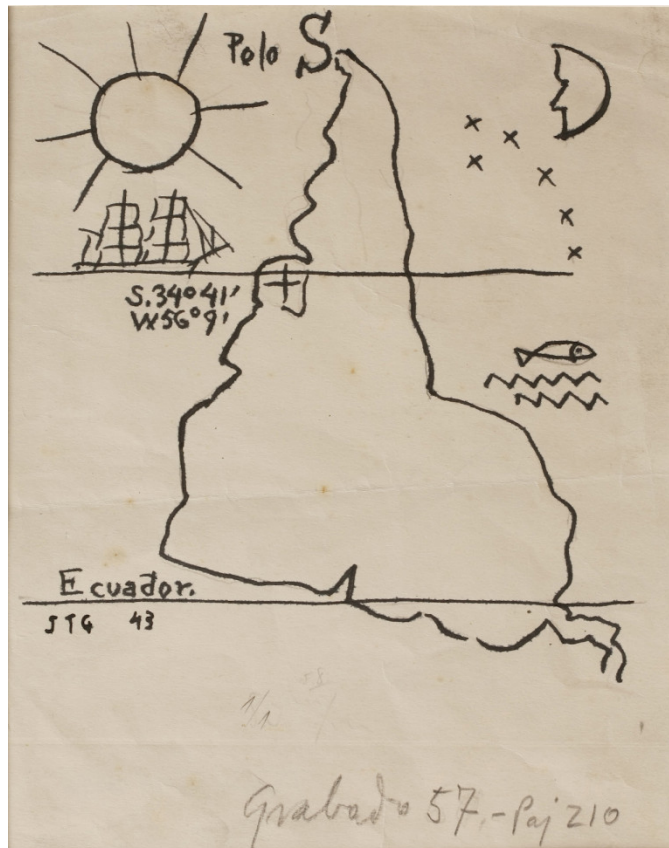 Polo S.
S. 34°41'
W 56°9'
Ecuador.
JTG 43
1/1
Grabado 57.- Paj 210